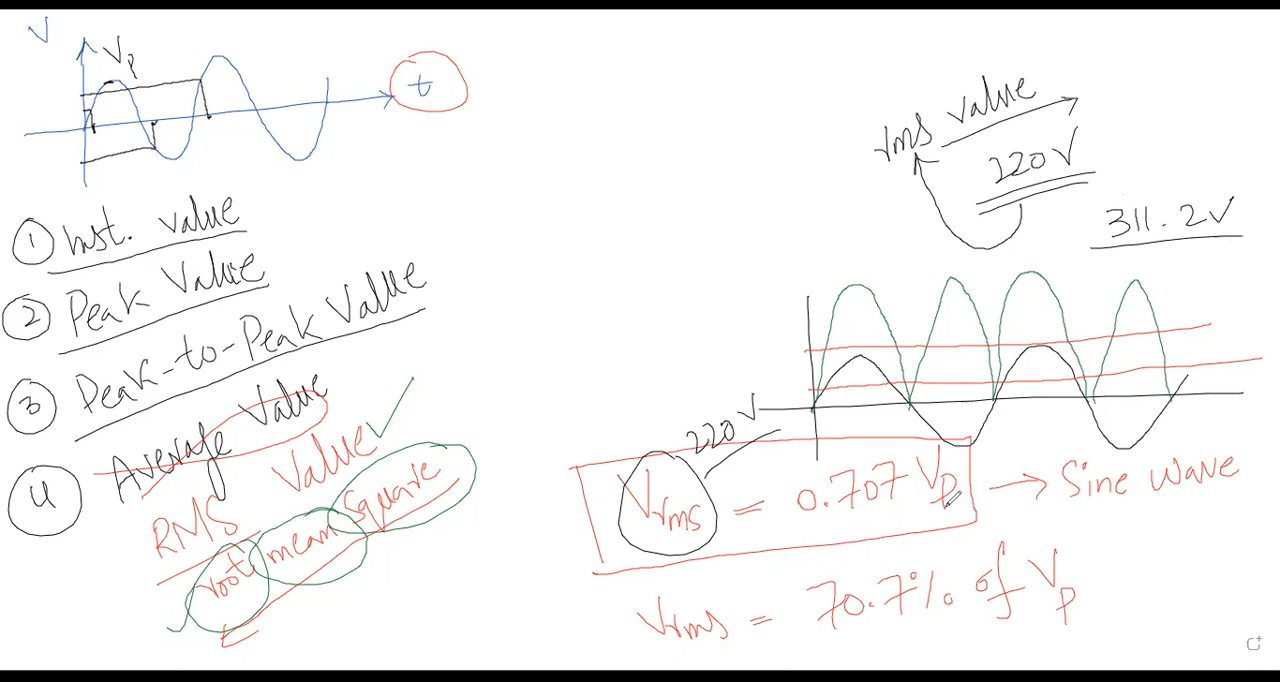 V
Vp
t
① Inst. value
② Peak Value
③ Peak-to-Peak Value
④ Average Value
RMS Value ✓
root mean square
rms value
220V
311.2V
220V
Vrms = 0.707 Vp → Sine wave
Vrms = 70.7% of Vp